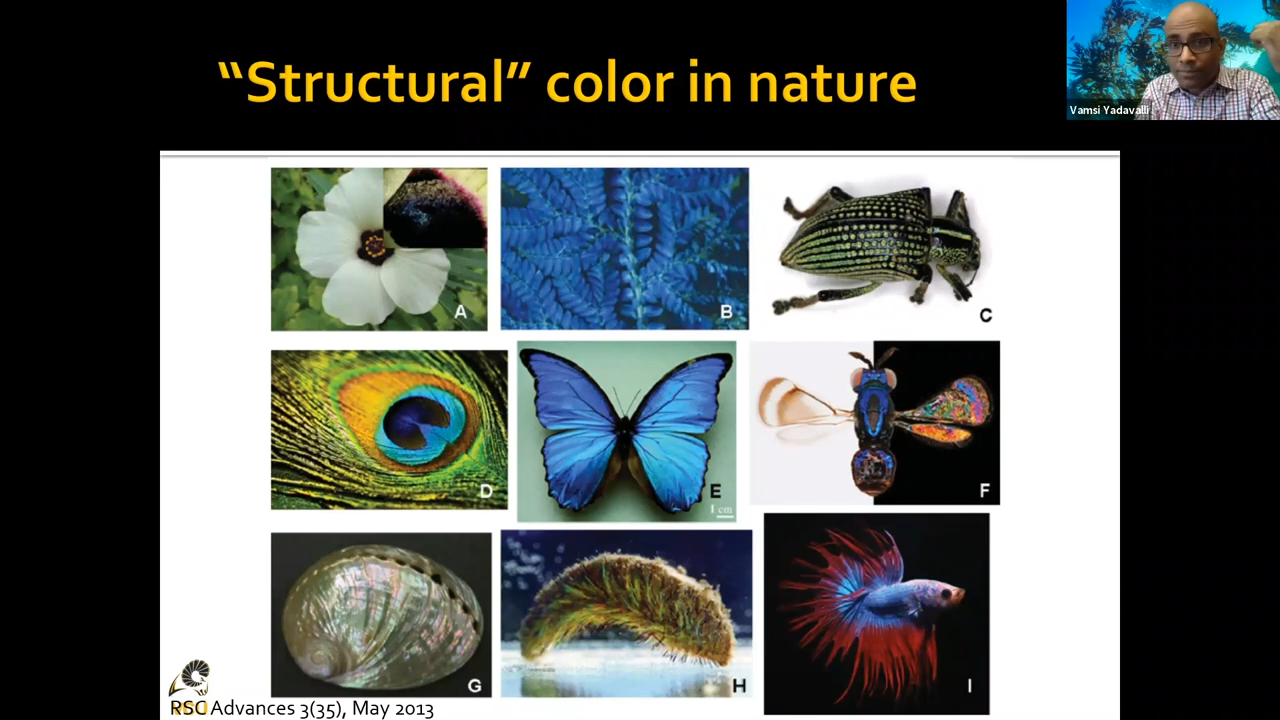 “Structural” color in nature
Vamsi Yadavalli
A
B
C
D
E
1 cm
F
G
H
I
RSC Advances 3(35), May 2013